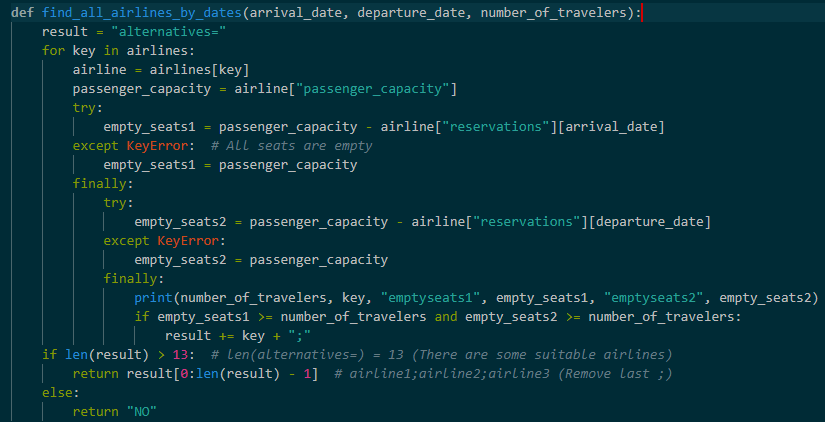 def find_all_airlines_by_dates(arrival_date, departure_date, number_of_travelers):
    result = "alternatives="
    for key in airlines:
        airline = airlines[key]
        passenger_capacity = airline["passenger_capacity"]
        try:
            empty_seats1 = passenger_capacity - airline["reservations"][arrival_date]
        except KeyError:  # All seats are empty
            empty_seats1 = passenger_capacity
        finally:
            try:
                empty_seats2 = passenger_capacity - airline["reservations"][departure_date]
            except KeyError:
                empty_seats2 = passenger_capacity
            finally:
                print(number_of_travelers, key, "emptyseats1", empty_seats1, "emptyseats2", empty_seats2)
                if empty_seats1 >= number_of_travelers and empty_seats2 >= number_of_travelers:
                    result += key + ";"
    if len(result) > 13:  # len(alternatives=) = 13 (There are some suitable airlines)
        return result[0:len(result) - 1]  # airline1;airline2;airline3 (Remove last ;)
    else:
        return "NO"